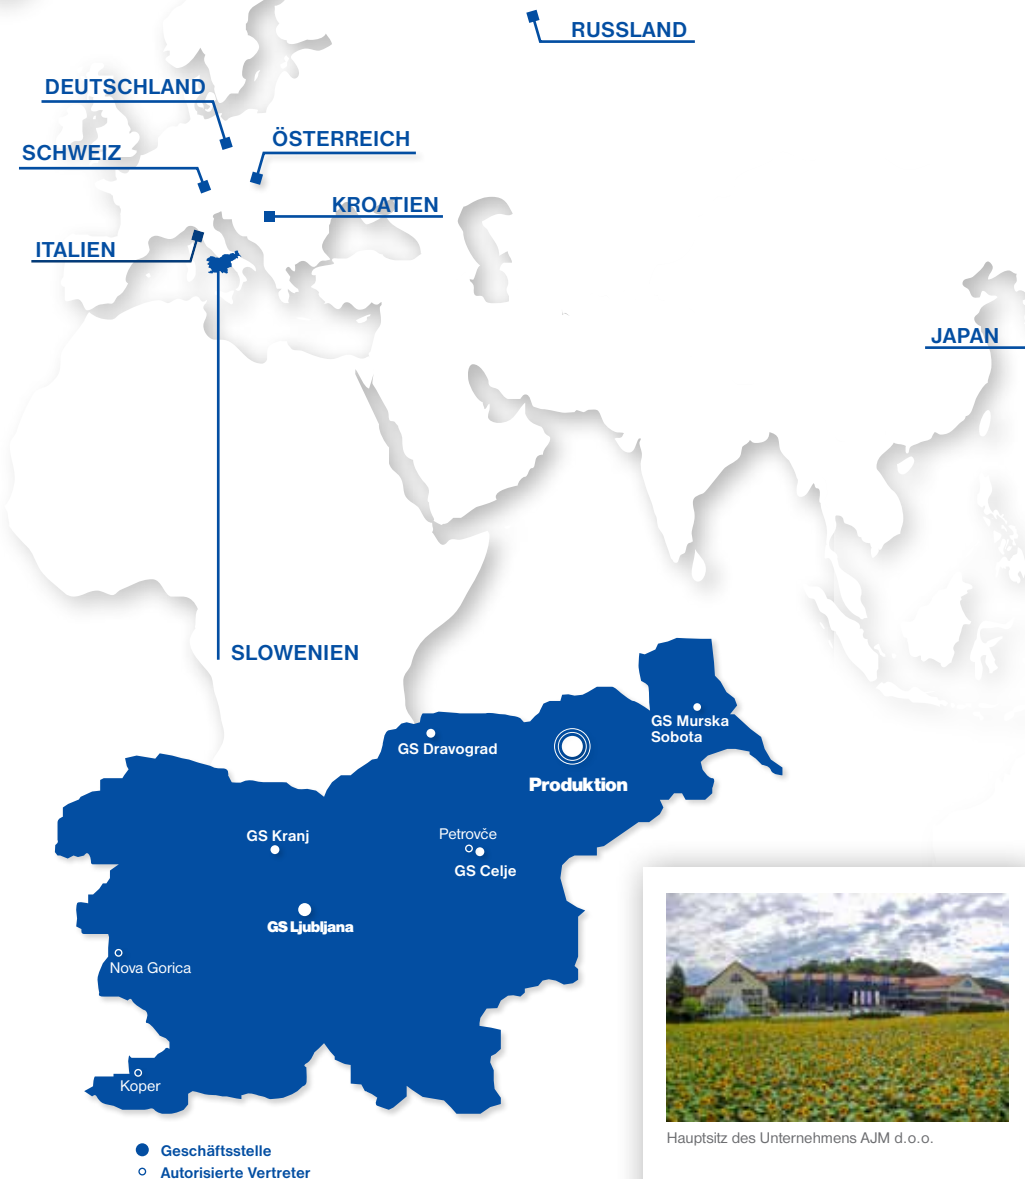 RUSSLAND
DEUTSCHLAND
ÖSTERREICH
SCHWEIZ
KROATIEN
ITALIEN
JAPAN
SLOWENIEN
GS Murska
Sobota
GS Dravograd
Produktion
GS Kranj
Petrovče
GS Celje
GS Ljubljana
Nova Gorica
Koper
Hauptsitz des Unternehmens AJM d.o.o.
Geschäftsstelle
Autorisierte Vertreter